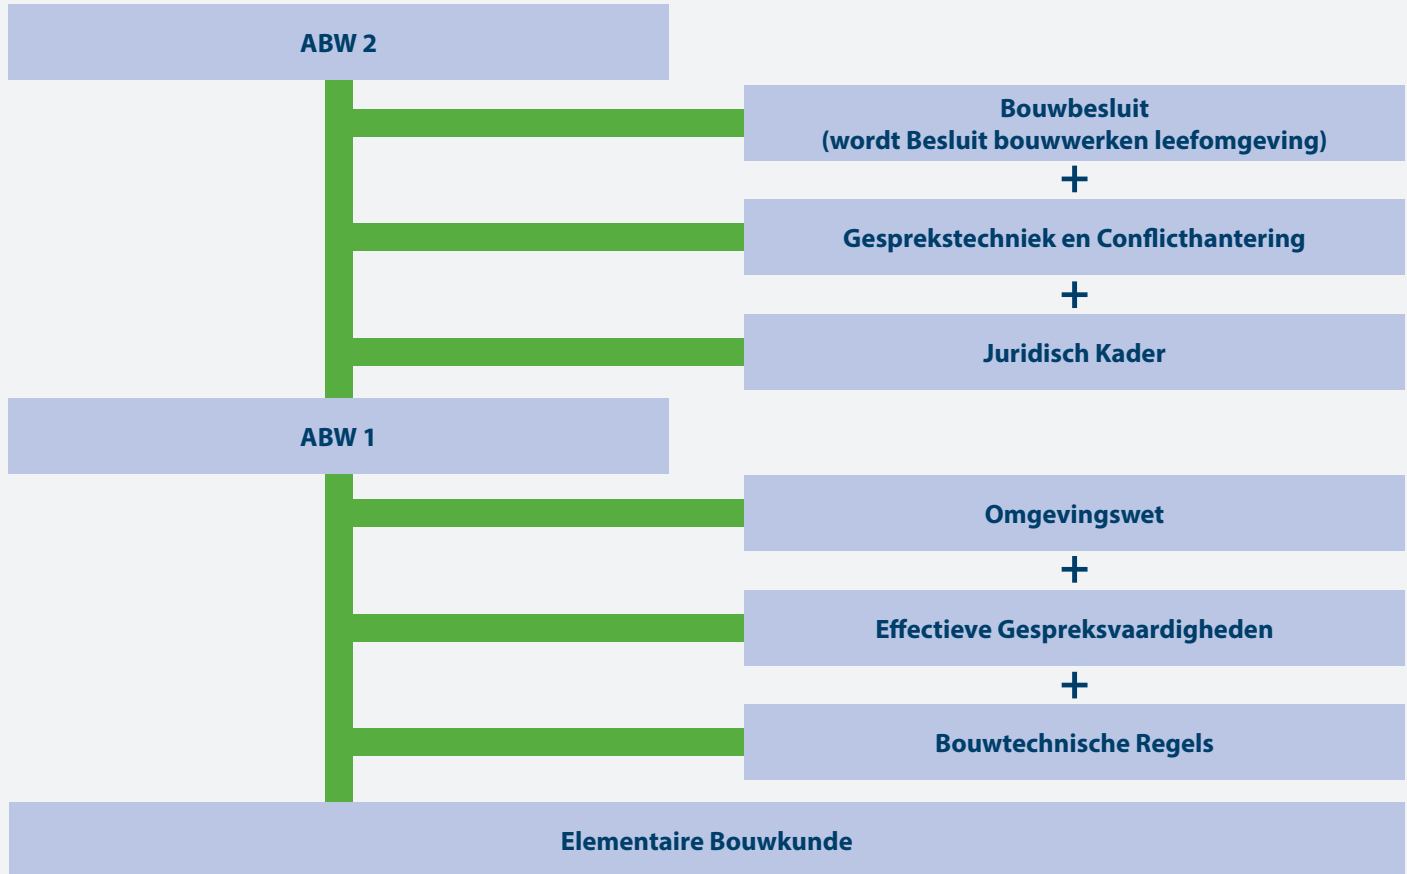 ABW 2
Bouwbesluit
(wordt Besluit bouwwerken leefomgeving)
+
Gesprekstechniek en Conflicthantering
+
Juridisch Kader
ABW 1
Omgevingswet
+
Effectieve Gespreksvaardigheden
+
Bouwtechnische Regels
Elementaire Bouwkunde